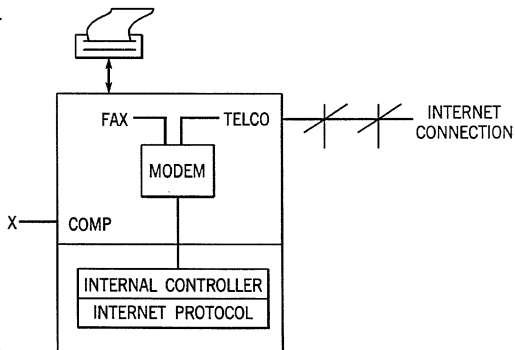 FAX
TELCO
INTERNET
CONNECTION
MODEM
X
COMP
INTERNAL CONTROLLER
INTERNET PROTOCOL